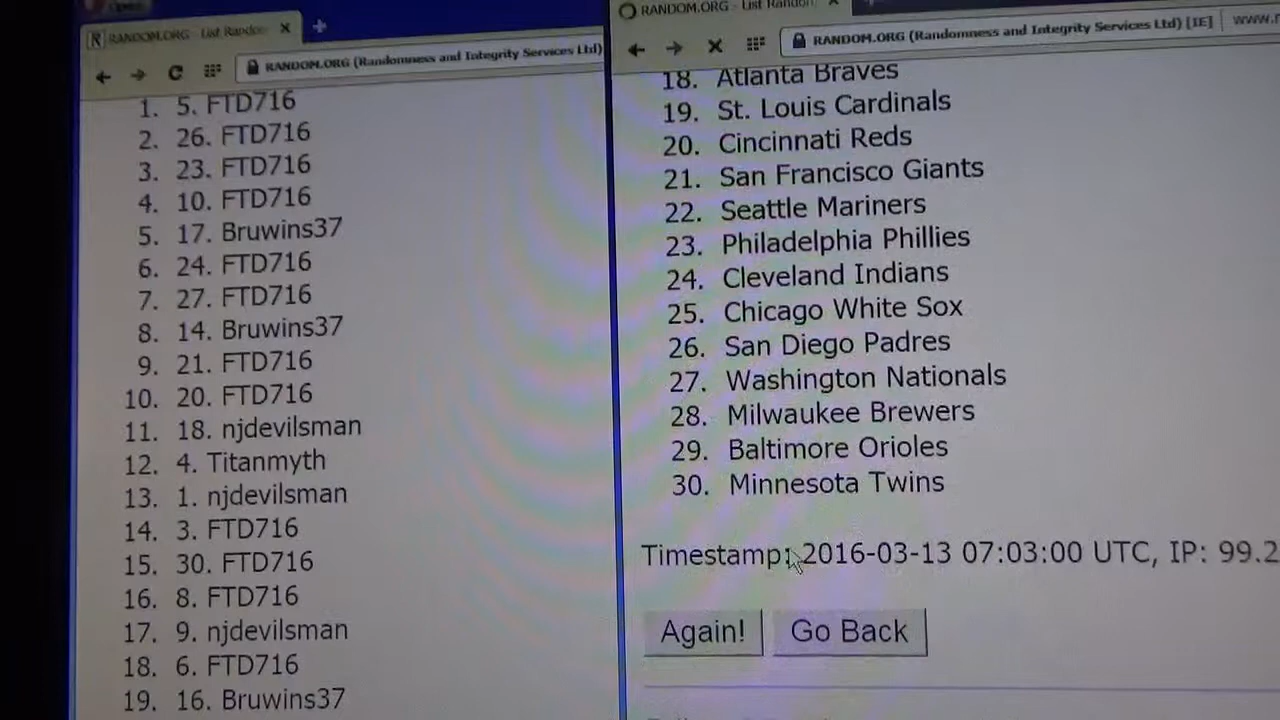 RANDOM.ORG - List Random
RANDOM.ORG (Randomness and Integrity Services Ltd)
1. 5. FTD716
2. 26. FTD716
3. 23. FTD716
4. 10. FTD716
5. 17. Bruwins37
6. 24. FTD716
7. 27. FTD716
8. 14. Bruwins37
9. 21. FTD716
10. 20. FTD716
11. 18. njdevilsman
12. 4. Titanmyth
13. 1. njdevilsman
14. 3. FTD716
15. 30. FTD716
16. 8. FTD716
17. 9. njdevilsman
18. 6. FTD716
19. 16. Bruwins37
RANDOM.ORG - List Random
RANDOM.ORG (Randomness and Integrity Services Ltd) [IE] www.r
18. Atlanta Braves
19. St. Louis Cardinals
20. Cincinnati Reds
21. San Francisco Giants
22. Seattle Mariners
23. Philadelphia Phillies
24. Cleveland Indians
25. Chicago White Sox
26. San Diego Padres
27. Washington Nationals
28. Milwaukee Brewers
29. Baltimore Orioles
30. Minnesota Twins
Timestamp: 2016-03-13 07:03:00 UTC, IP: 99.2
Again! Go Back